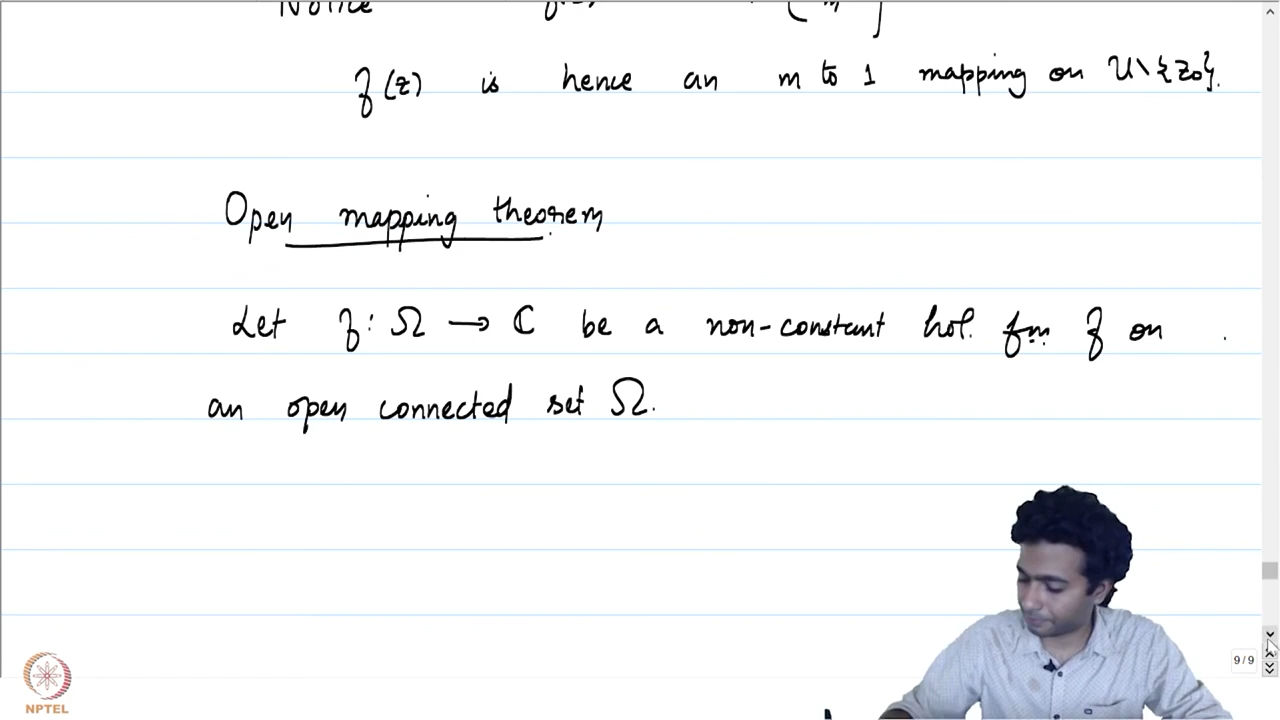 Notice
f(z) is hence an m to 1 mapping on U\{z₀}.
Open mapping theorem
Let f: Ω → ℂ be a non-constant hol. fn. f on
an open connected set Ω.
9 / 9
NPTEL